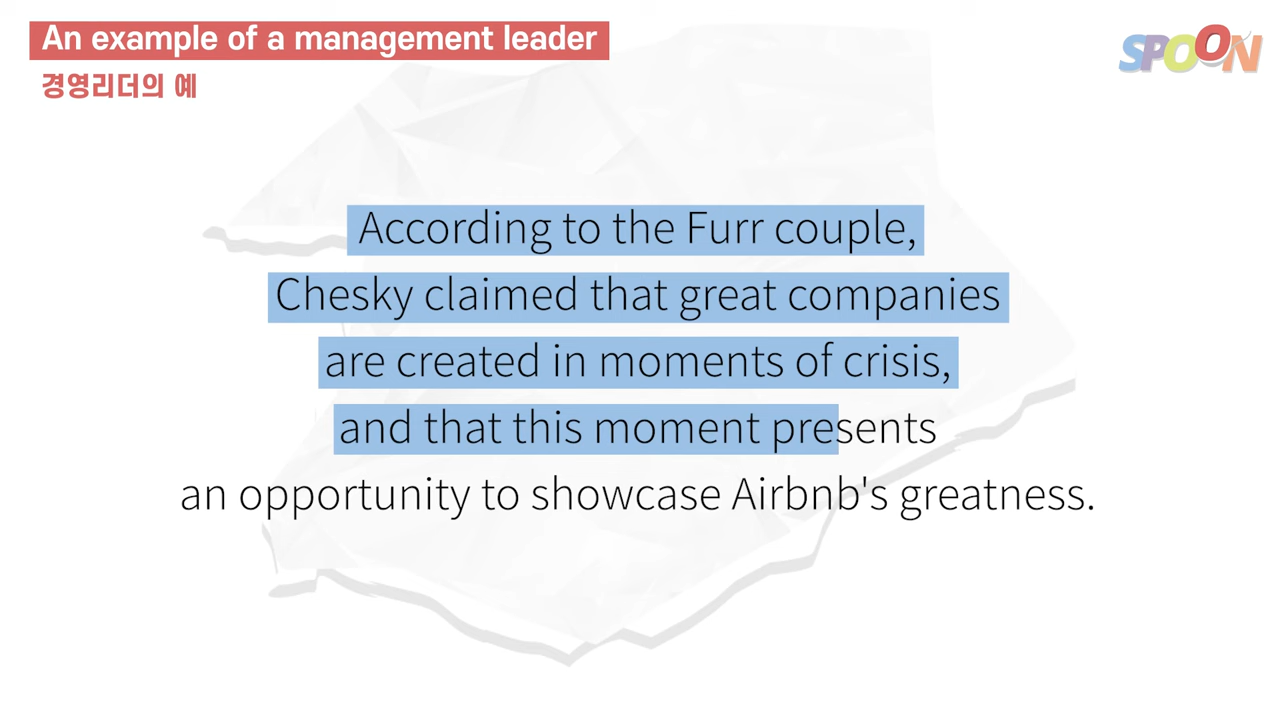 An example of a management leader
경영리더의 예
SPOON
According to the Furr couple,
Chesky claimed that great companies
are created in moments of crisis,
and that this moment presents
an opportunity to showcase Airbnb's greatness.